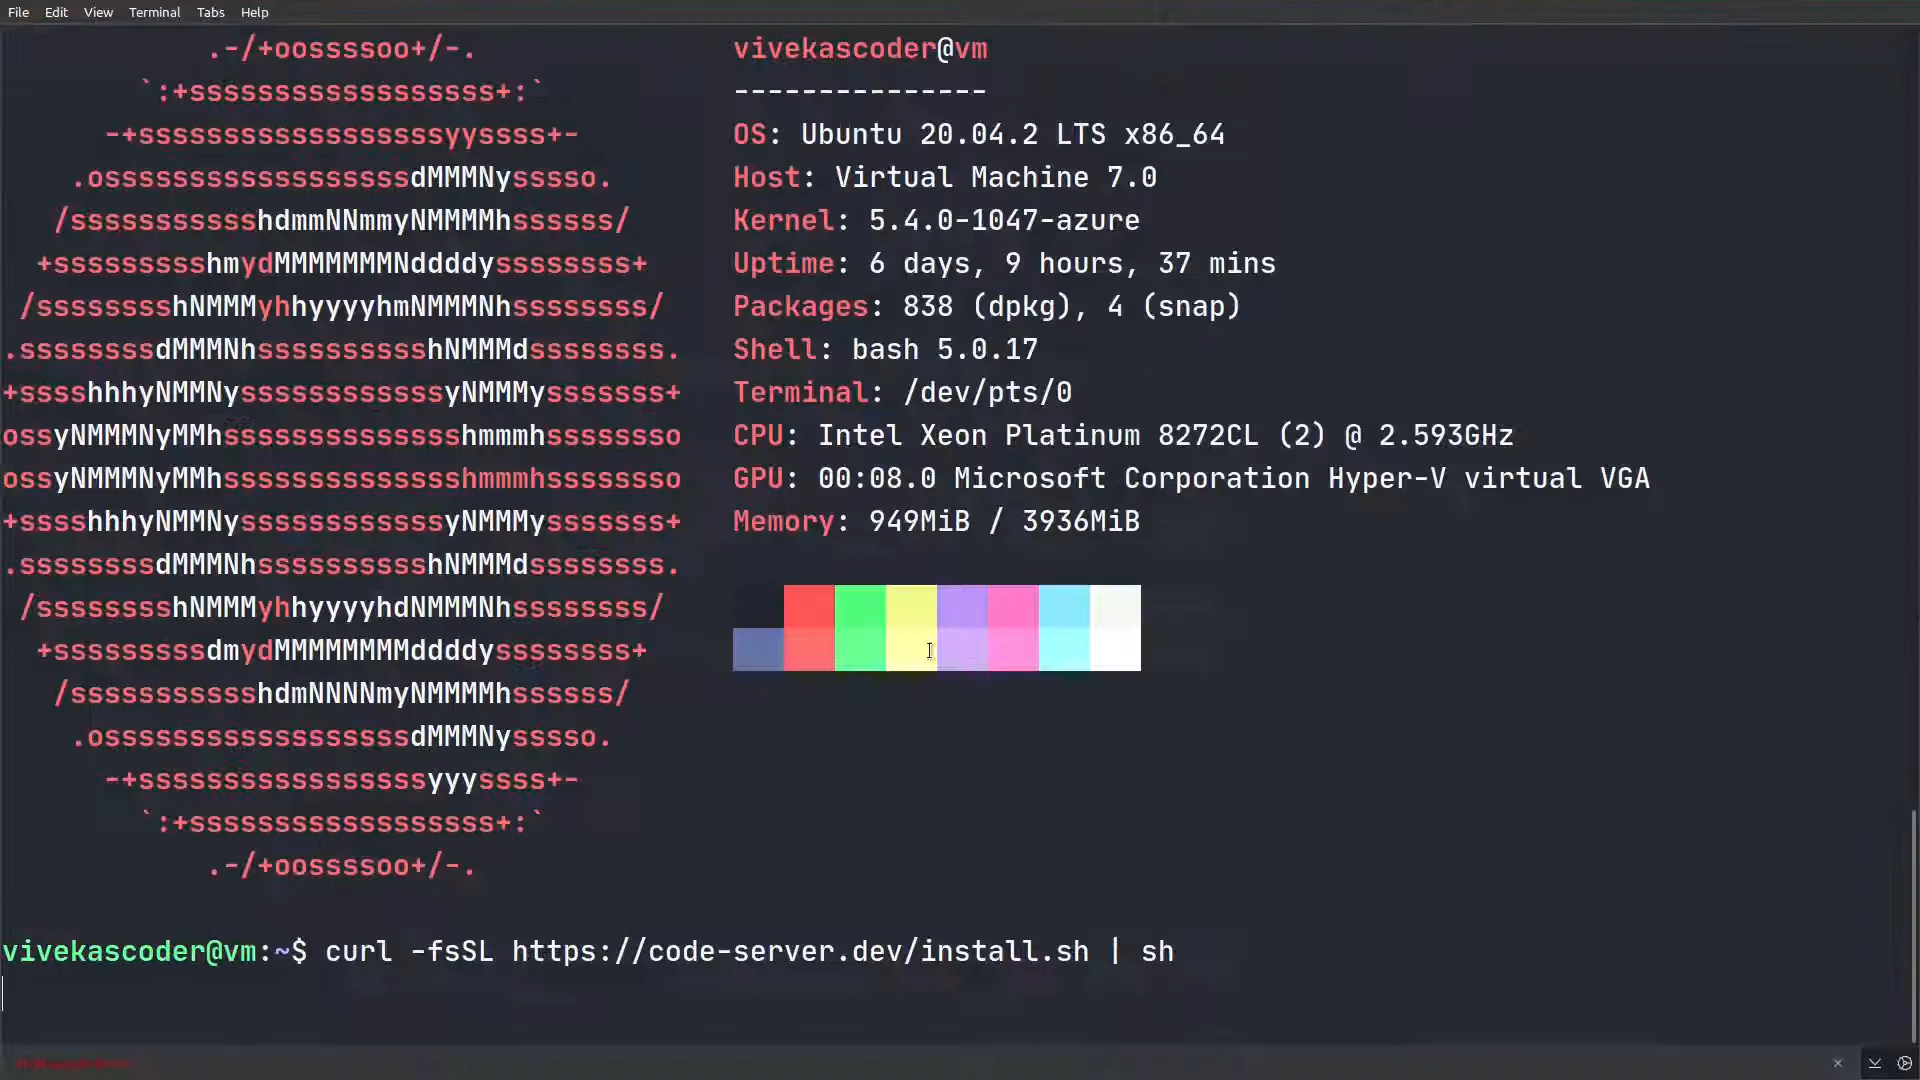 File Edit View Terminal Tabs Help
.-/+oossssoo+/-. vivekascoder@vm
`:+ssssssssssssssssss+:` ---------------
-+ssssssssssssssssssyyssss+- OS: Ubuntu 20.04.2 LTS x86_64
.ossssssssssssssssssdMMMNysssso. Host: Virtual Machine 7.0
/ssssssssssshdmmNNmmyNMMMMhssssss/ Kernel: 5.4.0-1047-azure
+ssssssssshmydMMMMMMMNddddyssssssss+ Uptime: 6 days, 9 hours, 37 mins
/sssssssshNMMMyhhyyyyhmNMMMNhssssssss/ Packages: 838 (dpkg), 4 (snap)
.ssssssssdMMMNhsssssssssshNMMMdssssssss. Shell: bash 5.0.17
+sssshhhyNMMNyssssssssssssyNMMMysssssss+ Terminal: /dev/pts/0
ossyNMMMNyMMhsssssssssssssshmmmhssssssso CPU: Intel Xeon Platinum 8272CL (2) @ 2.593GHz
ossyNMMMNyMMhsssssssssssssshmmmhssssssso GPU: 00:08.0 Microsoft Corporation Hyper-V virtual VGA
+sssshhhyNMMNyssssssssssssyNMMMysssssss+ Memory: 949MiB / 3936MiB
.ssssssssdMMMNhsssssssssshNMMMdssssssss.
/sssssssshNMMMyhhyyyyhdNMMMNhssssssss/
+sssssssssdmydMMMMMMMMddddyssssssss+
/ssssssssssshdmNNNNmyNMMMMhssssss/
.ossssssssssssssssssdMMMNysssso.
-+sssssssssssssssssyyyssss+-
`:+ssssssssssssssssss+:`
.-/+oossssoo+/-.
vivekascoder@vm:~$ curl -fsSL https://code-server.dev/install.sh | sh